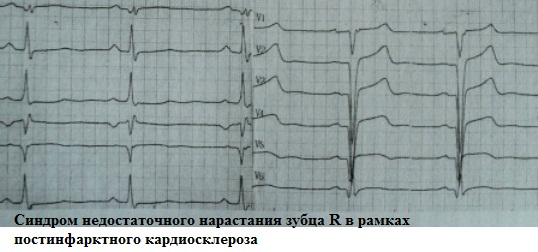 V1
V2
V3
V4
V5
V6
Синдром недостаточного нарастания зубца R в рамках
постинфарктного кардиосклероза